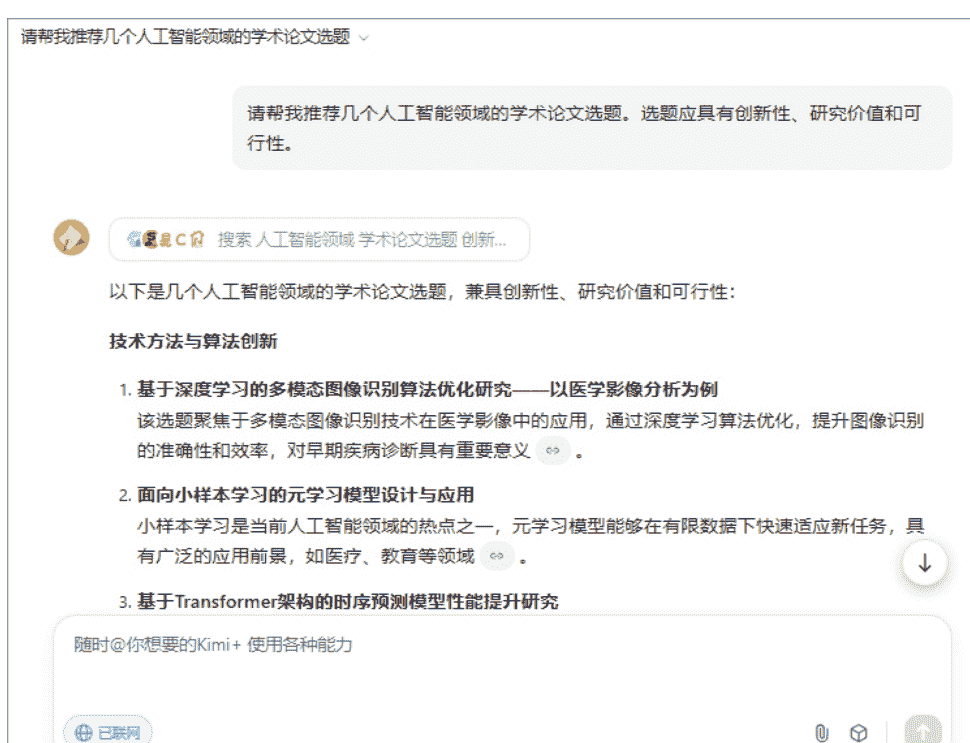 请帮我推荐几个人工智能领域的学术论文选题
请帮我推荐几个人工智能领域的学术论文选题。选题应具有创新性、研究价值和可
行性。
搜索 人工智能领域 学术论文选题 创新...
以下是几个人工智能领域的学术论文选题，兼具创新性、研究价值和可行性：
技术方法与算法创新
1. 基于深度学习的多模态图像识别算法优化研究——以医学影像分析为例
该选题聚焦于多模态图像识别技术在医学影像中的应用，通过深度学习算法优化，提升图像识别
的准确性和效率，对早期疾病诊断具有重要意义 。
2. 面向小样本学习的元学习模型设计与应用
小样本学习是当前人工智能领域的热点之一，元学习模型能够在有限数据下快速适应新任务，具
有广泛的应用前景，如医疗、教育等领域 。
3. 基于Transformer架构的时序预测模型性能提升研究
随时@你想要的Kimi+ 使用各种能力
已联网